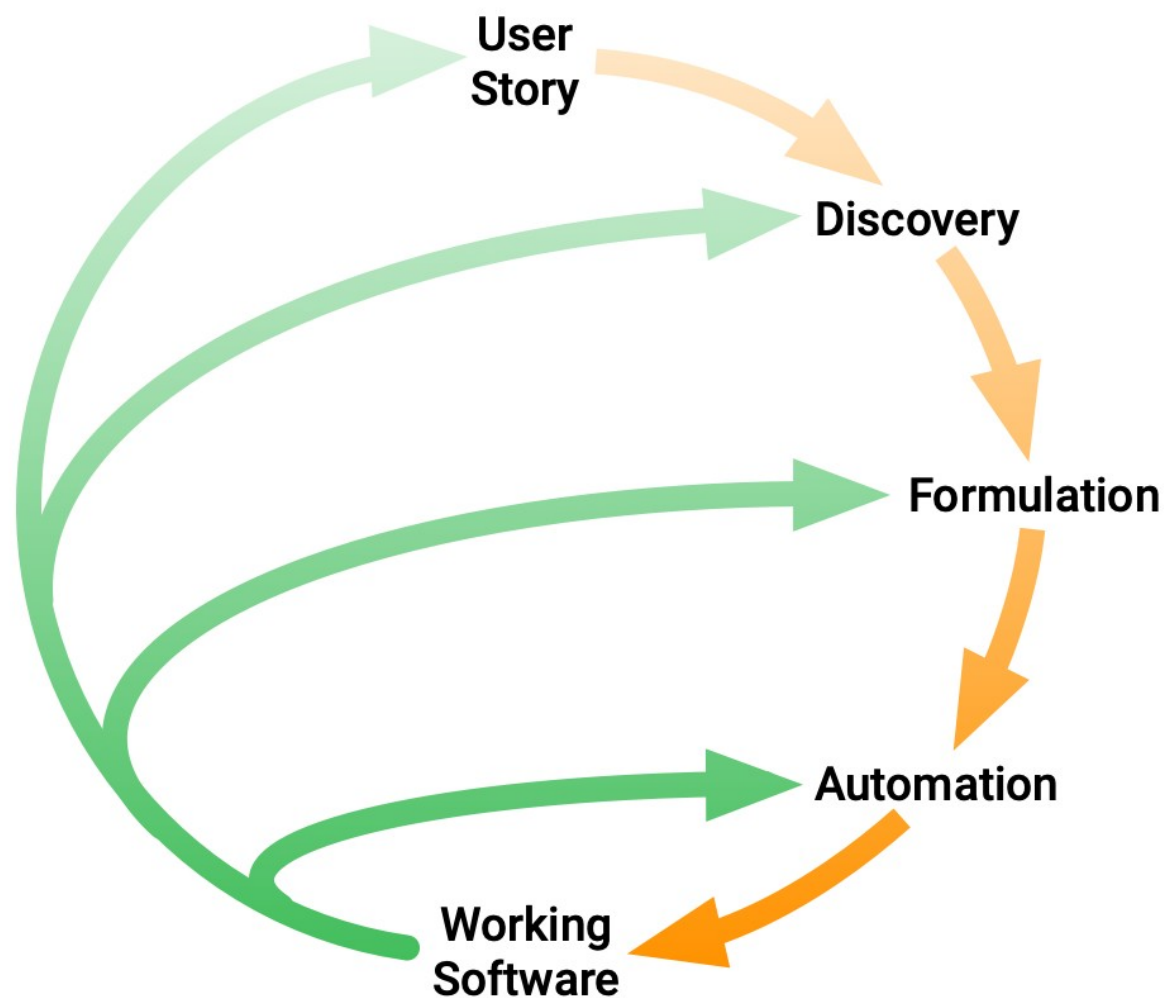 User
Story
Discovery
Formulation
Automation
Working
Software